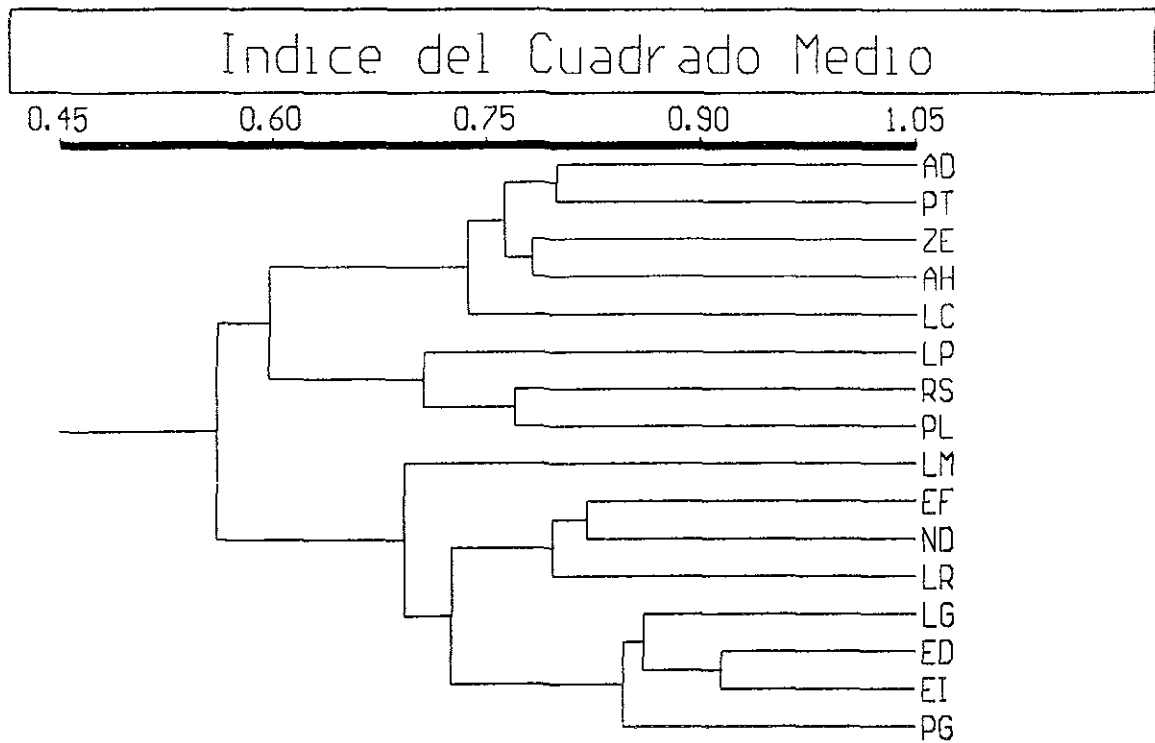 Indice del Cuadrado Medio
0.45 0.60 0.75 0.90 1.05
AD
PT
ZE
AH
LC
LP
RS
PL
LM
EF
ND
LR
LG
ED
EI
PG